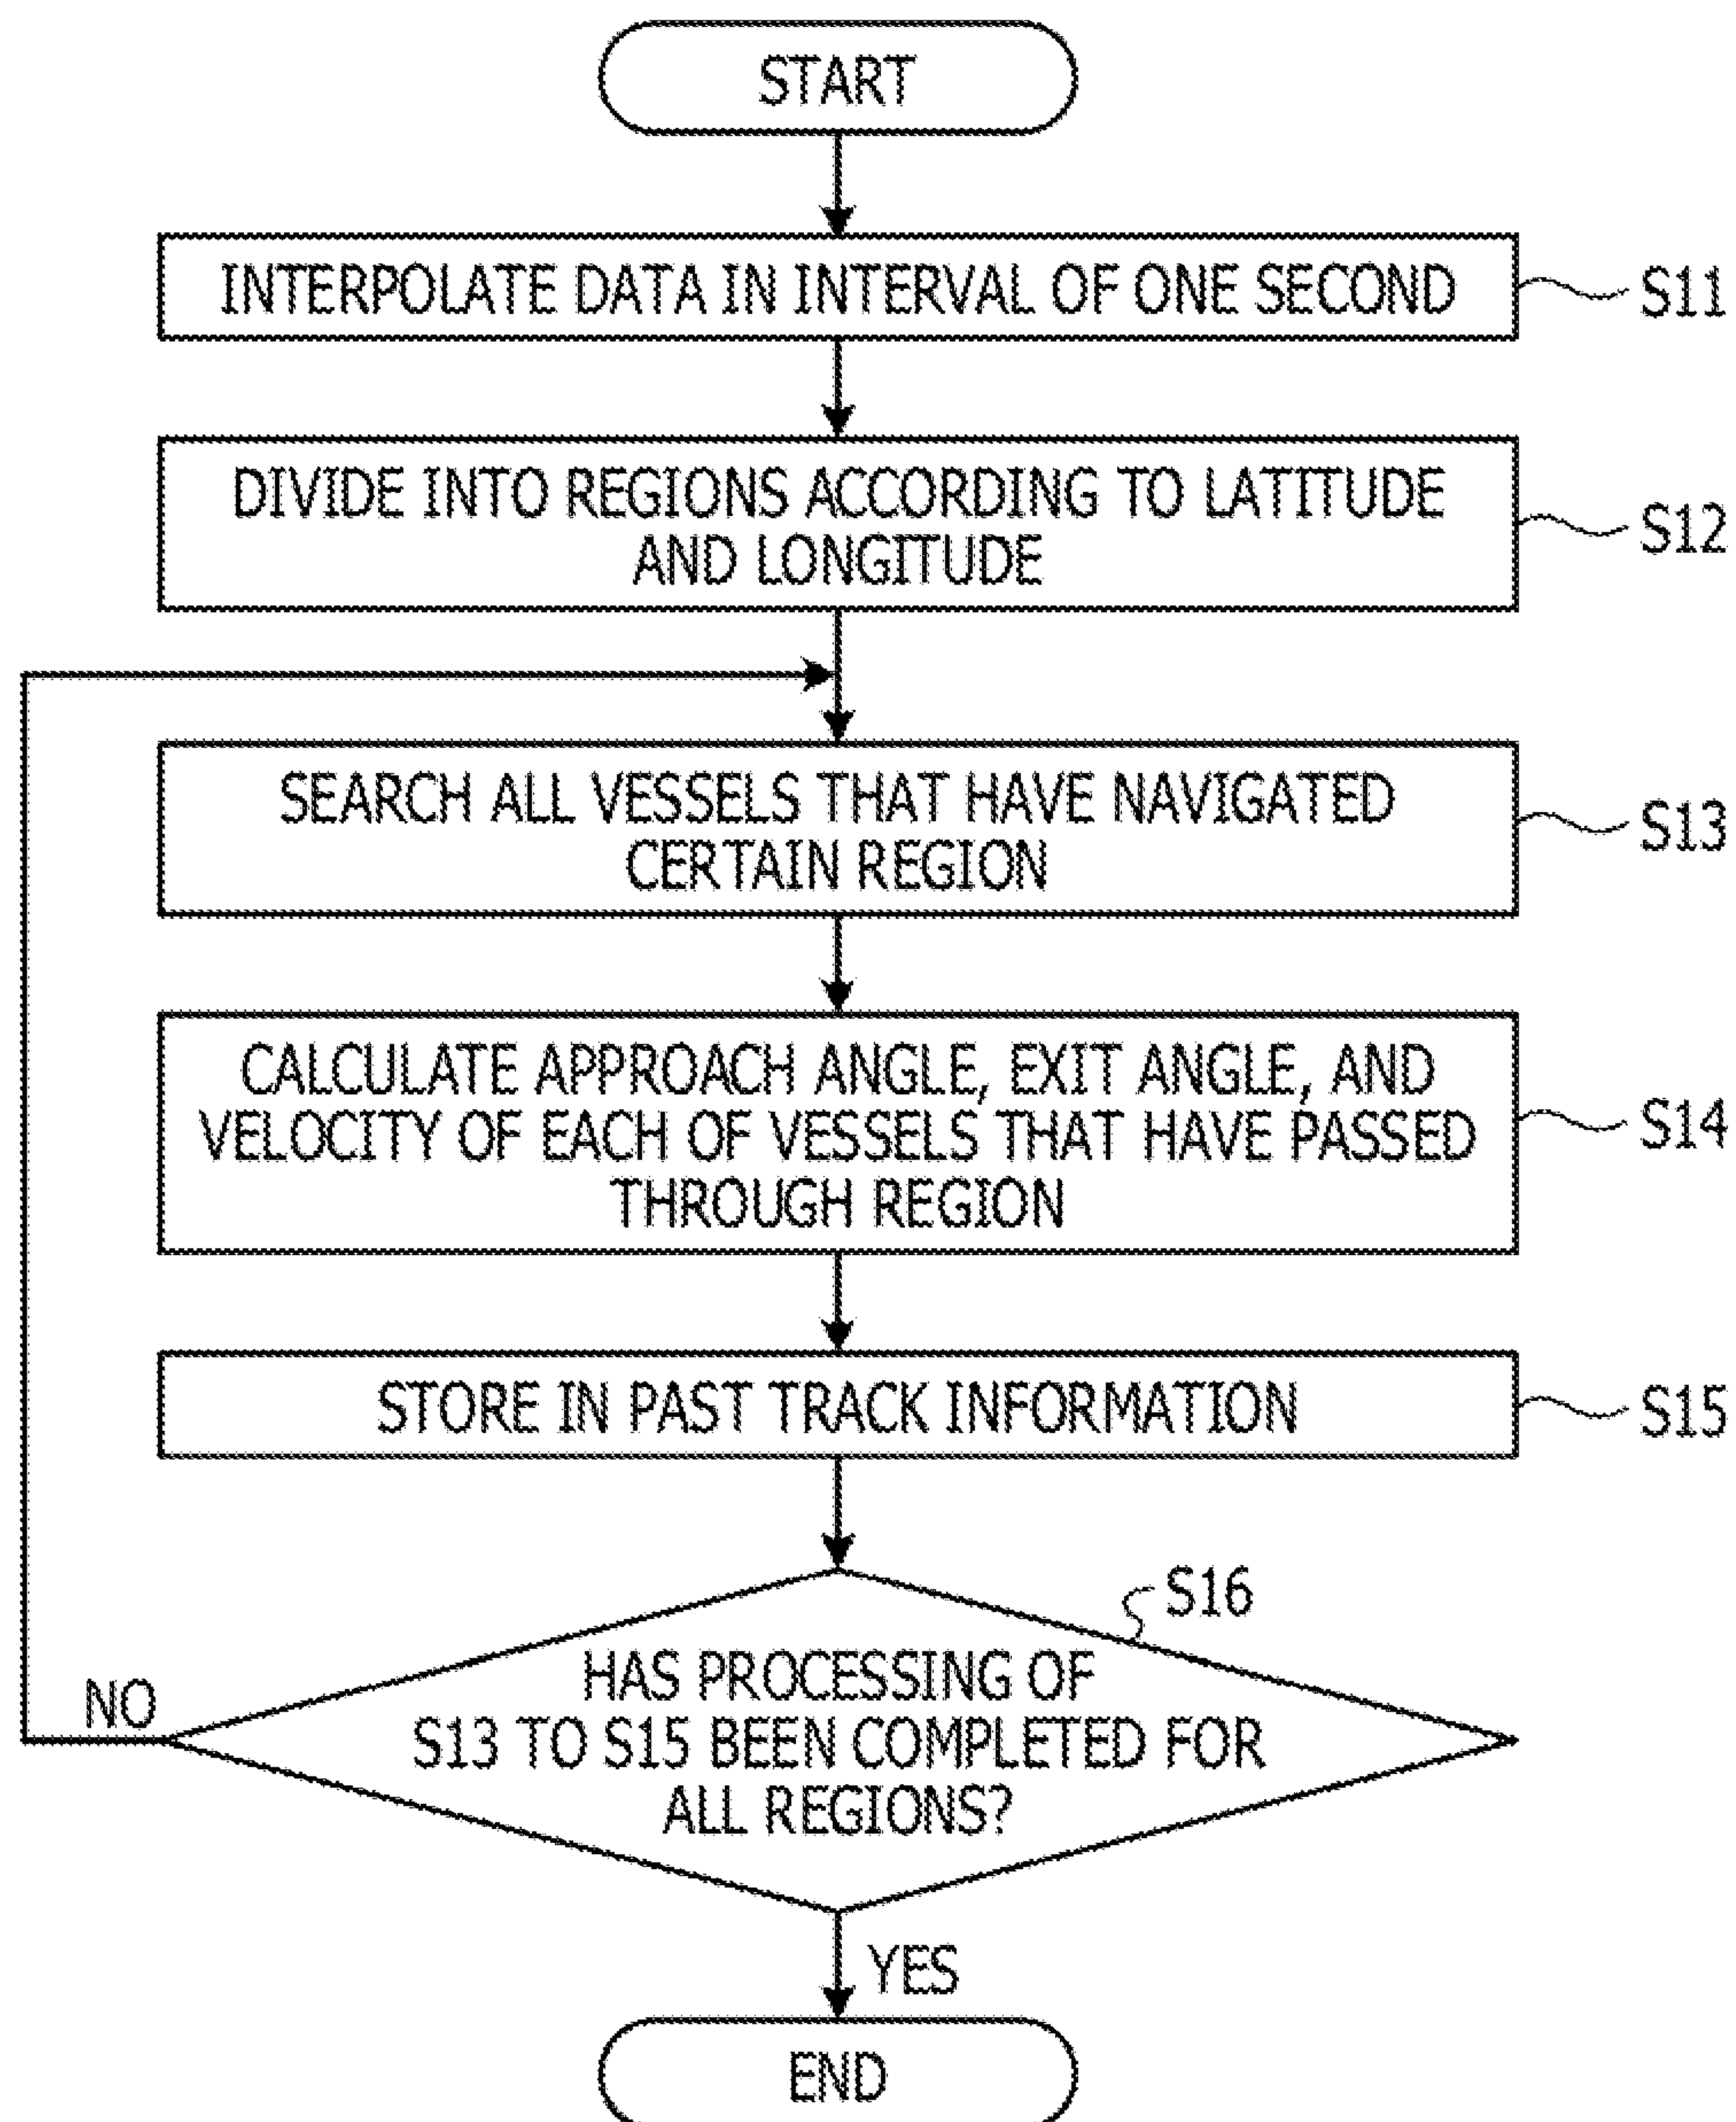 START
INTERPOLATE DATA IN INTERVAL OF ONE SECOND
S11
DIVIDE INTO REGIONS ACCORDING TO LATITUDE
AND LONGITUDE
S12
SEARCH ALL VESSELS THAT HAVE NAVIGATED
CERTAIN REGION
S13
CALCULATE APPROACH ANGLE, EXIT ANGLE, AND
VELOCITY OF EACH OF VESSELS THAT HAVE PASSED
THROUGH REGION
S14
STORE IN PAST TRACK INFORMATION
S15
S16
HAS PROCESSING OF
S13 TO S15 BEEN COMPLETED FOR
ALL REGIONS?
NO
YES
END